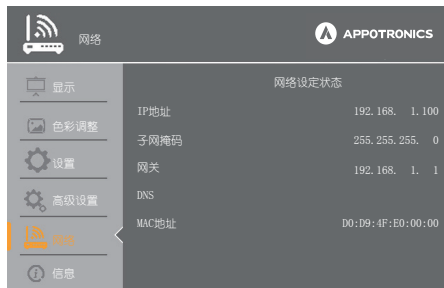 网络
APPOTRONICS
显示
色彩调整
设置
高级设置
网络
信息
网络设定状态
IP地址 192.168. 1.100
子网掩码 255.255.255. 0
网关 192.168. 1. 1
DNS
MAC地址 D0:D9:4F:E0:00:00